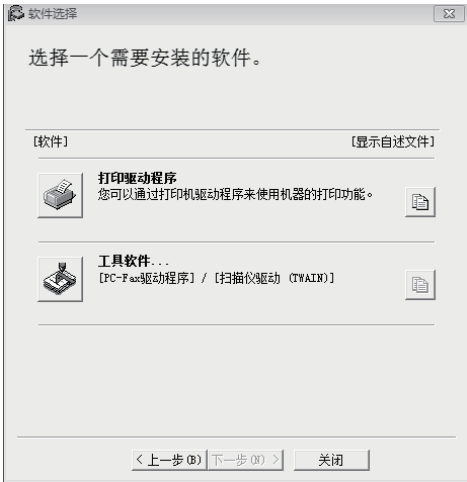 软件选择
选择一个需要安装的软件。
[软件] [显示自述文件]
打印驱动程序
您可以通过打印机驱动程序来使用机器的打印功能。
工具软件...
[PC-Fax驱动程序] / [扫描仪驱动 (TWAIN)]
< 上一步(B) 下一步(N) > 关闭